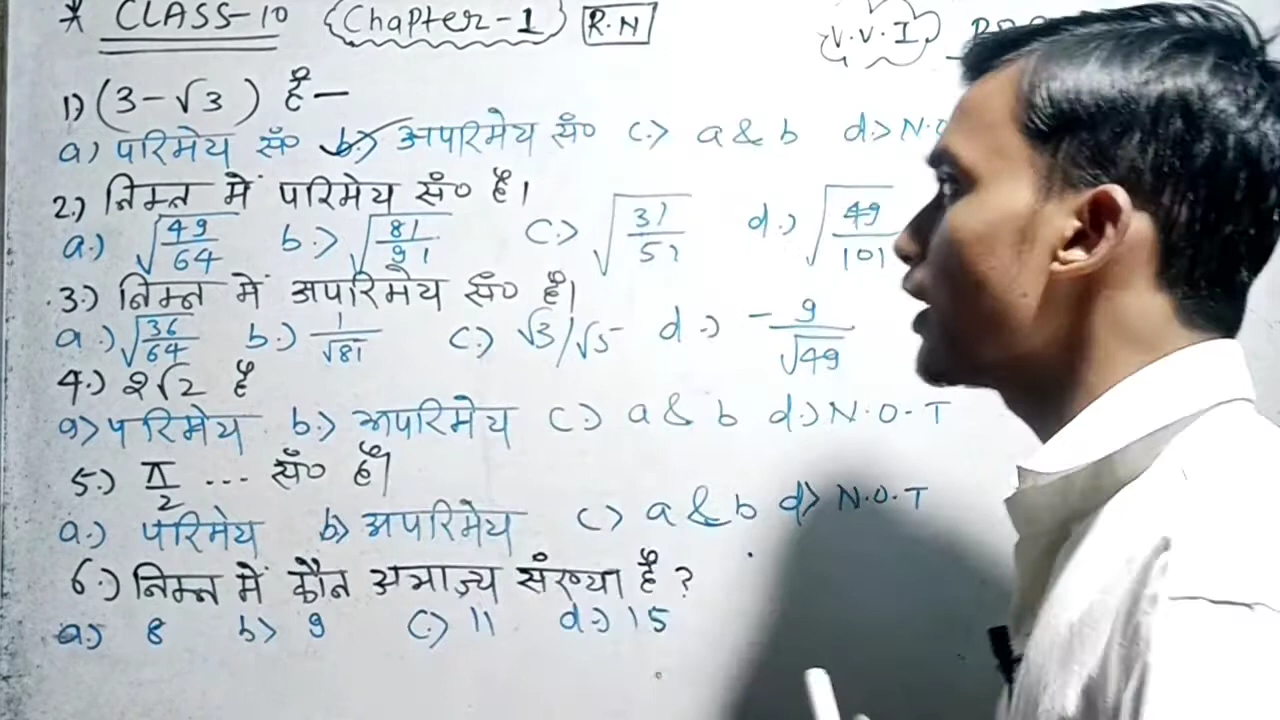 * CLASS-10 Chapter-1 R.N V.V.I
1) (3-√3) है—
a) परिमेय सं० b) अपरिमेय सं० c) a & b d) N.O
2.) निम्न में परिमेय सं० है।
a.) √49/64 b.) √81/91 c.) √31/51 d.) √49/101
3.) निम्न में अपरिमेय सं० है।
a.) √36/64 b.) 1/√81 c.) √3/√5 d.) -9/√49
4.) 2√2 है
a) परिमेय b.) अपरिमेय c.) a & b d.) N.O.T
5.) π/2 ... सं० है।
a.) परिमेय b) अपरिमेय c) a & b d) N.O.T
6.) निम्न में कौन अभाज्य संख्या है ?
a.) 8 b) 9 c.) 11 d.) 15